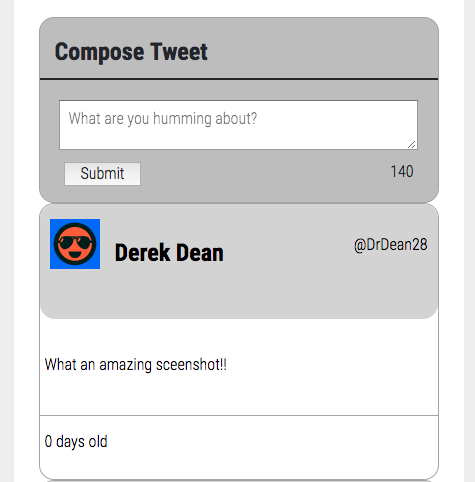 Compose Tweet
What are you humming about?
Submit
140
Derek Dean
@DrDean28
What an amazing sceenshot!!
0 days old